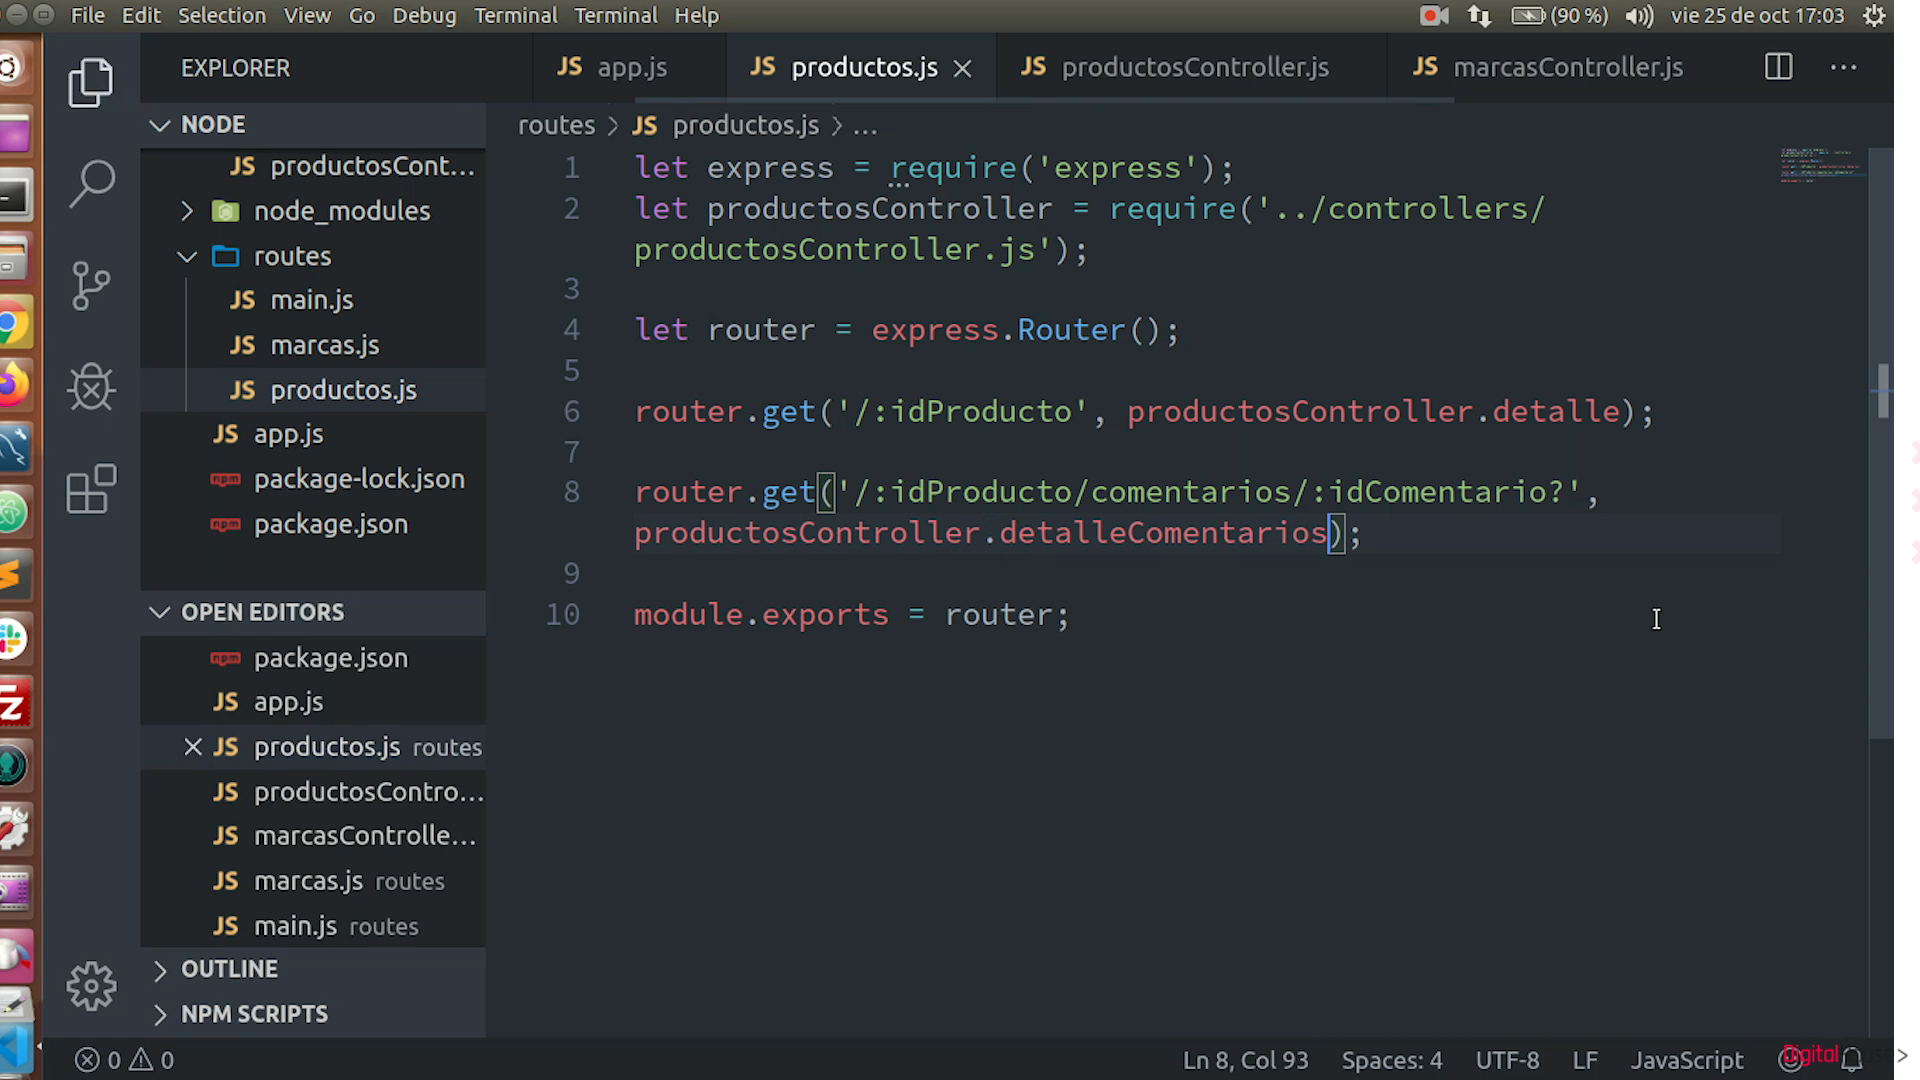 File Edit Selection View Go Debug Terminal Terminal Help
(90 %) vie 25 de oct 17:03
EXPLORER
JS app.js JS productos.js JS productosController.js JS marcasController.js
NODE
JS productosCont...
node_modules
routes
JS main.js
JS marcas.js
JS productos.js
JS app.js
npm package-lock.json
npm package.json
OPEN EDITORS
npm package.json
JS app.js
JS productos.js routes
JS productosContro...
JS marcasControlle...
JS marcas.js routes
JS main.js routes
OUTLINE
NPM SCRIPTS
routes > JS productos.js > ...
1 let express = require('express');
2 let productosController = require('../controllers/
productosController.js');
3
4 let router = express.Router();
5
6 router.get('/:idProducto', productosController.detalle);
7
8 router.get('/:idProducto/comentarios/:idComentario?',
productosController.detalleComentarios);
9
10 module.exports = router;
0 0
Ln 8, Col 93 Spaces: 4 UTF-8 LF JavaScript
Digital